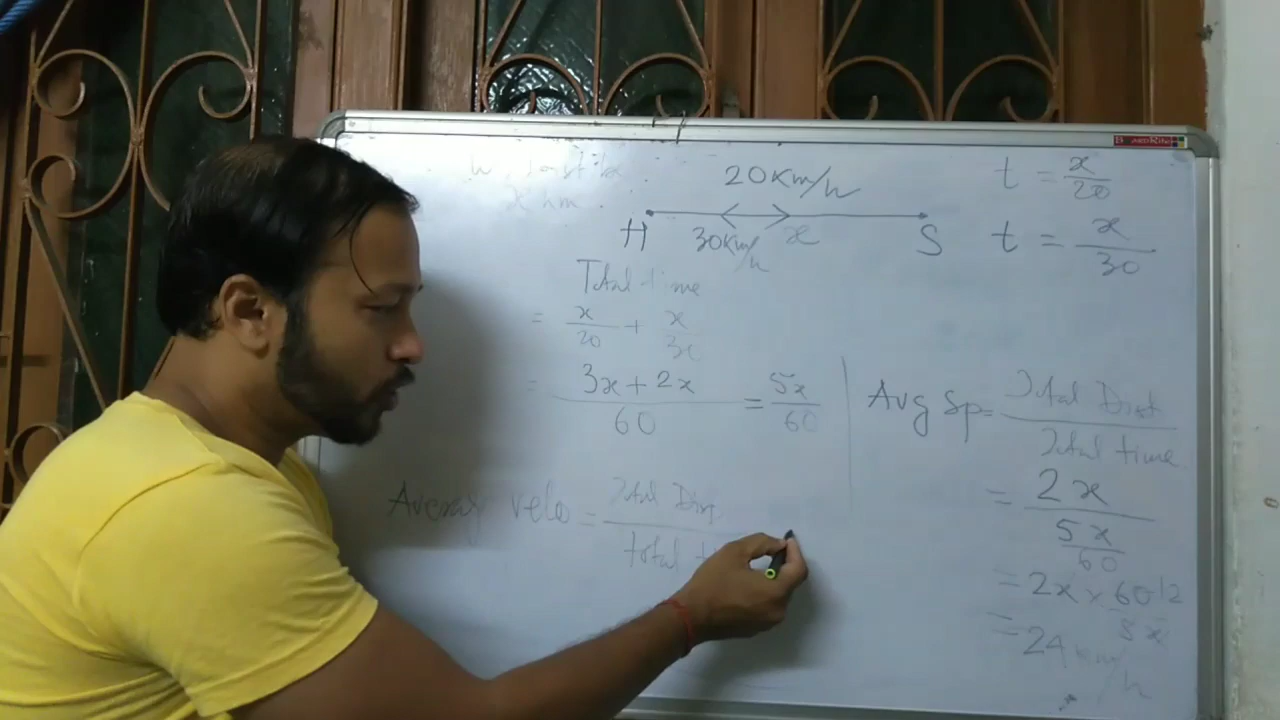 20Km/h
H 30Km/h x S
t = x/20
t = x/30
Total time
= x/20 + x/30
= 3x + 2x / 60 = 5x/60
Avg Sp = Total Dist / Total time
= 2x / 5x/60
= 2x × 60 12 / 5x
= 24 km/h
Average velo = Total Disp / total